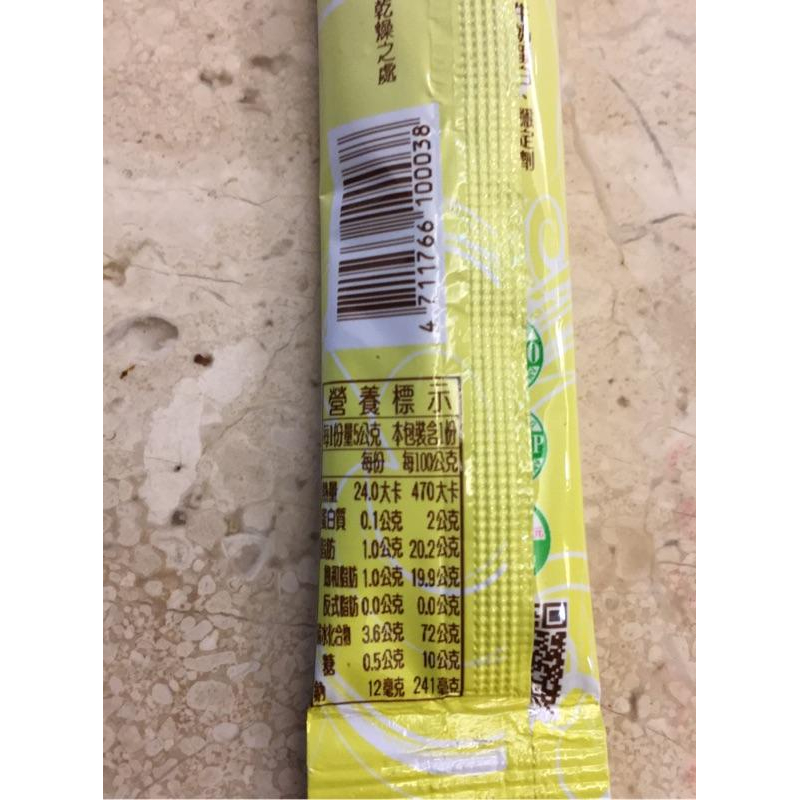 乾燥之處
穩定劑
4 711766 100038
營養標示
每1份量5公克 本包裝含1份
每份 每100公克
熱量 24.0大卡 470大卡
蛋白質 0.1公克 2公克
脂肪 1.0公克 20.2公克
飽和脂肪 1.0公克 19.9公克
反式脂肪 0.0公克 0.0公克
碳水化合物 3.6公克 72公克
糖 0.5公克 10公克
鈉 12毫克 241毫克